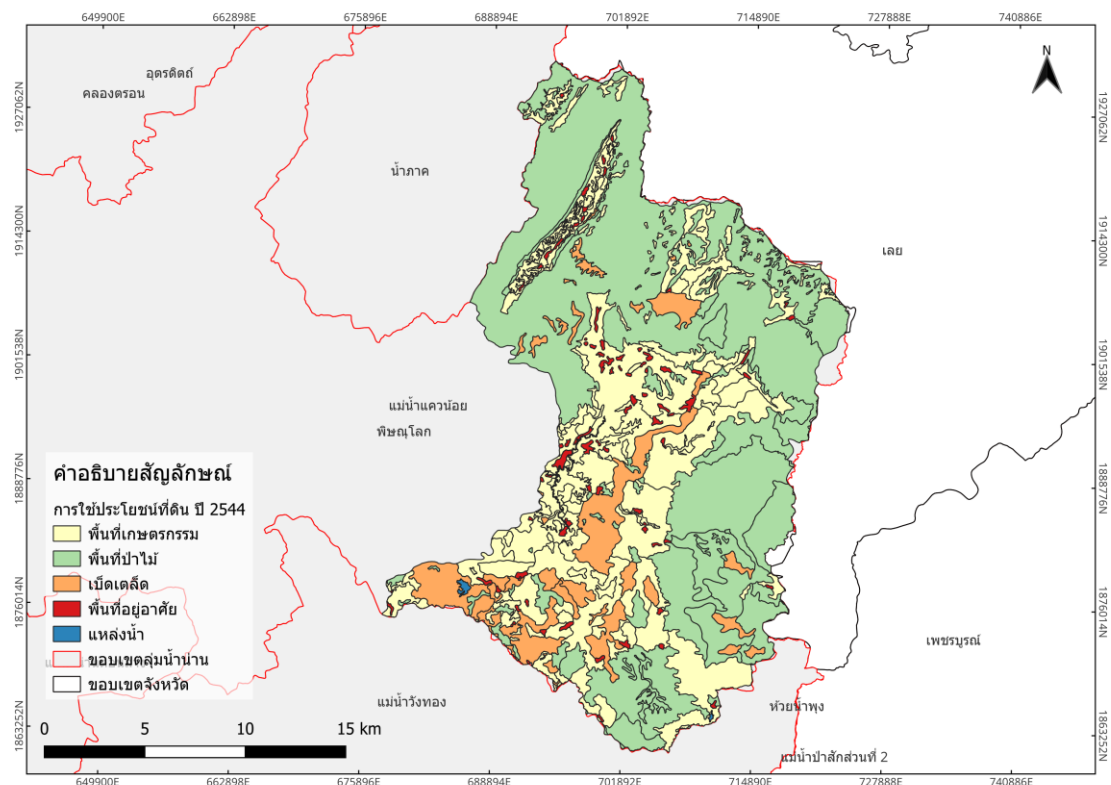 649900E 662898E 675896E 688894E 701892E 714890E 727888E 740886E
อุตรดิตถ์
คลองตรอน
N
1927062N 1927062N
น้ำภาค
1914300N 1914300N
เลย
1901538N 1901538N
แม่น้ำแควน้อย
พิษณุโลก
คำอธิบายสัญลักษณ์
1888776N 1888776N
การใช้ประโยชน์ที่ดิน ปี 2544
พื้นที่เกษตรกรรม
พื้นที่ป่าไม้
เบ็ดเตล็ด
พื้นที่อยู่อาศัย
แหล่งน้ำ
ขอบเขตลุ่มน้ำน่าน
ขอบเขตจังหวัด
1876014N 1876014N
เพชรบูรณ์
แม่น้ำวังทอง
ห้วยน้ำพุง
1863252N 1863252N
0 5 10 15 km
แม่น้ำป่าสักส่วนที่ 2
649900E 662898E 675896E 688894E 701892E 714890E 727888E 740886E